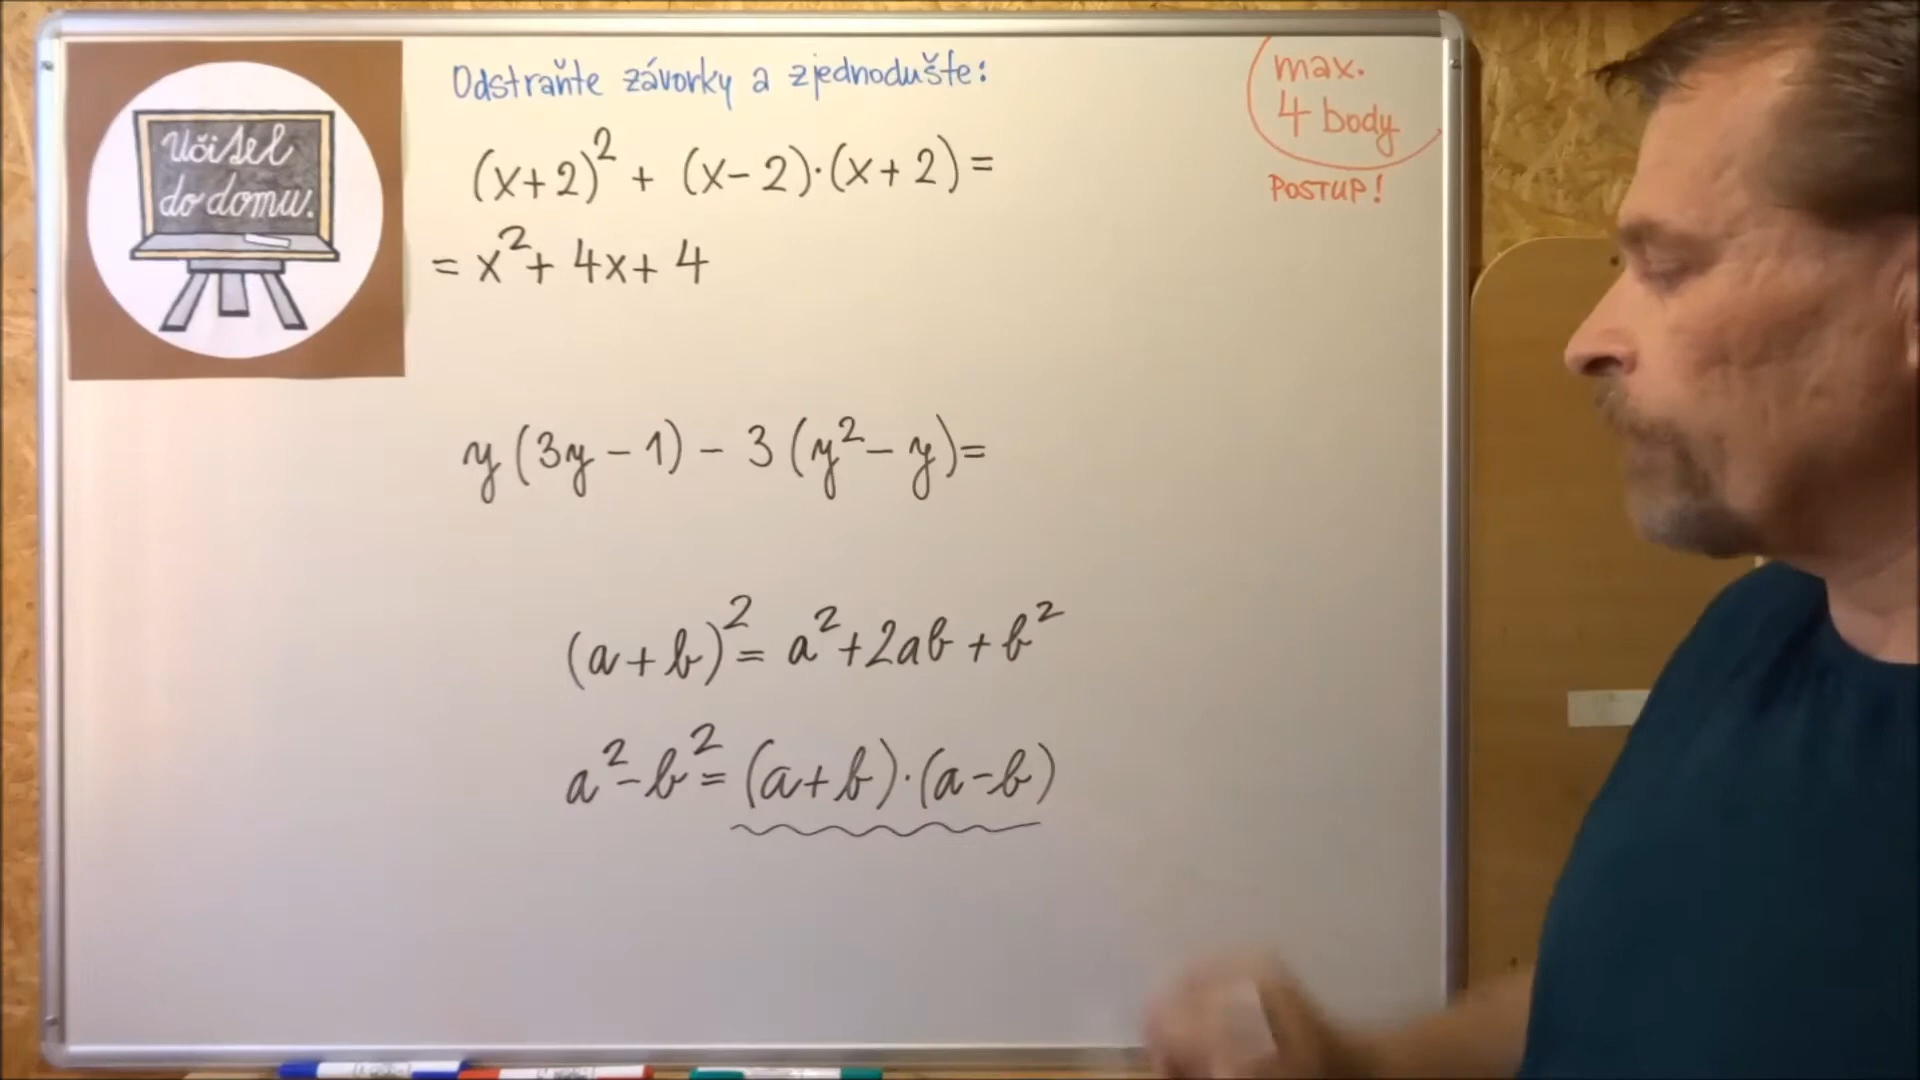 Učitel
do domu.
Odstraňte závorky a zjednodušte:
(x+2)² + (x-2)·(x+2)=
= x² + 4x + 4
y(3y-1) - 3(y²-y)=
(a+b)² = a² + 2ab + b²
a²-b² = (a+b)·(a-b)
max.
4 body
POSTUP!